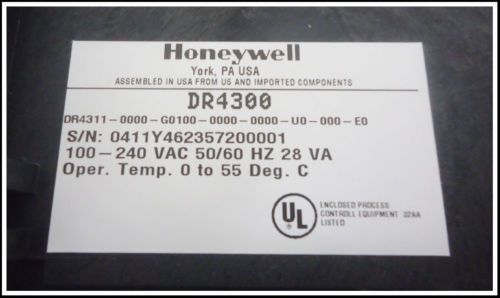 Honeywell
York, PA USA
ASSEMBLED IN USA FROM US AND IMPORTED COMPONENTS
DR4300
DR4311-0000-G0100-0000-0000-U0-000-E0
S/N: 0411Y462357200001
100-240 VAC 50/60 HZ 28 VA
Oper. Temp. 0 to 55 Deg. C
UL
ENCLOSED PROCESS
CONTROLL EQUIPMENT 32AA
LISTED